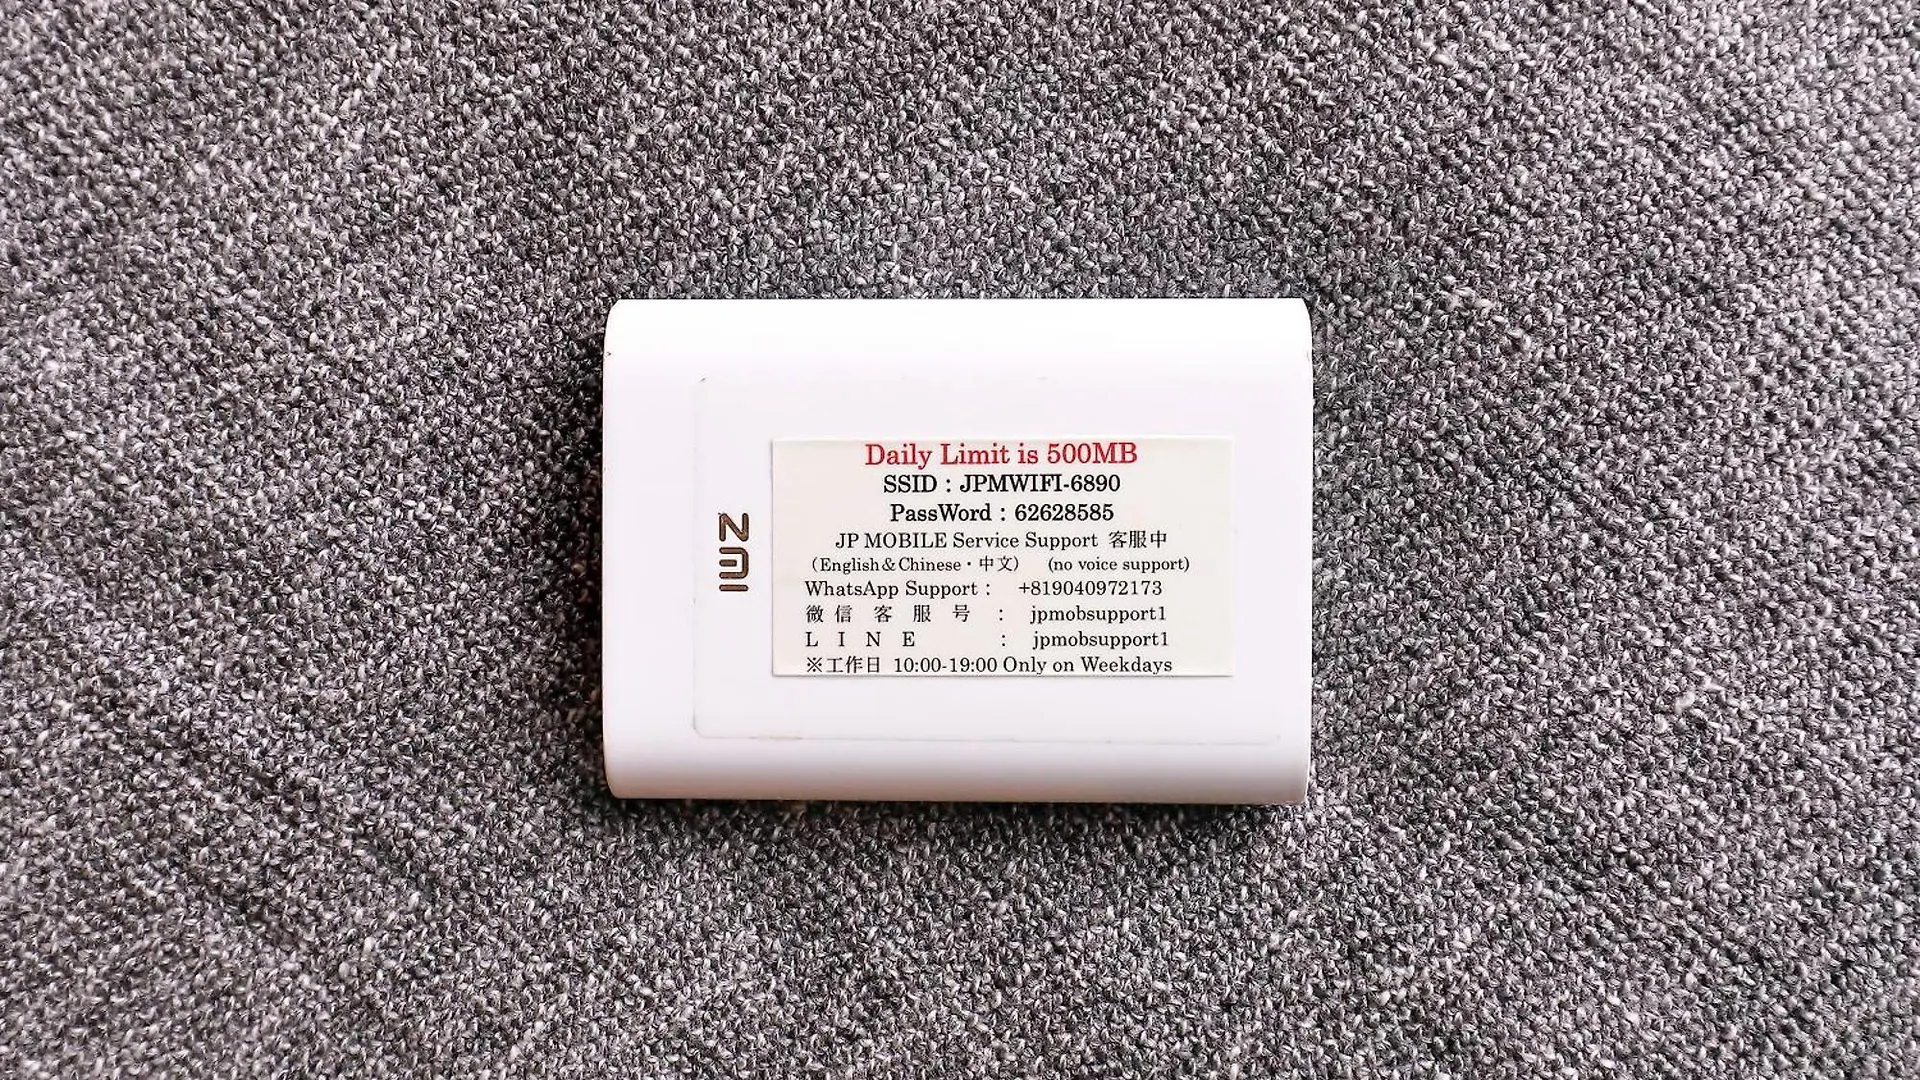 ZMI
Daily Limit is 500MB
SSID : JPMWIFI-6890
PassWord : 62628585
JP MOBILE Service Support 客服中
（English＆Chinese・中文） (no voice support)
WhatsApp Support : +819040972173
微 信 客 服 号 : jpmobsupport1
L I N E : jpmobsupport1
※工作日 10:00-19:00 Only on Weekdays